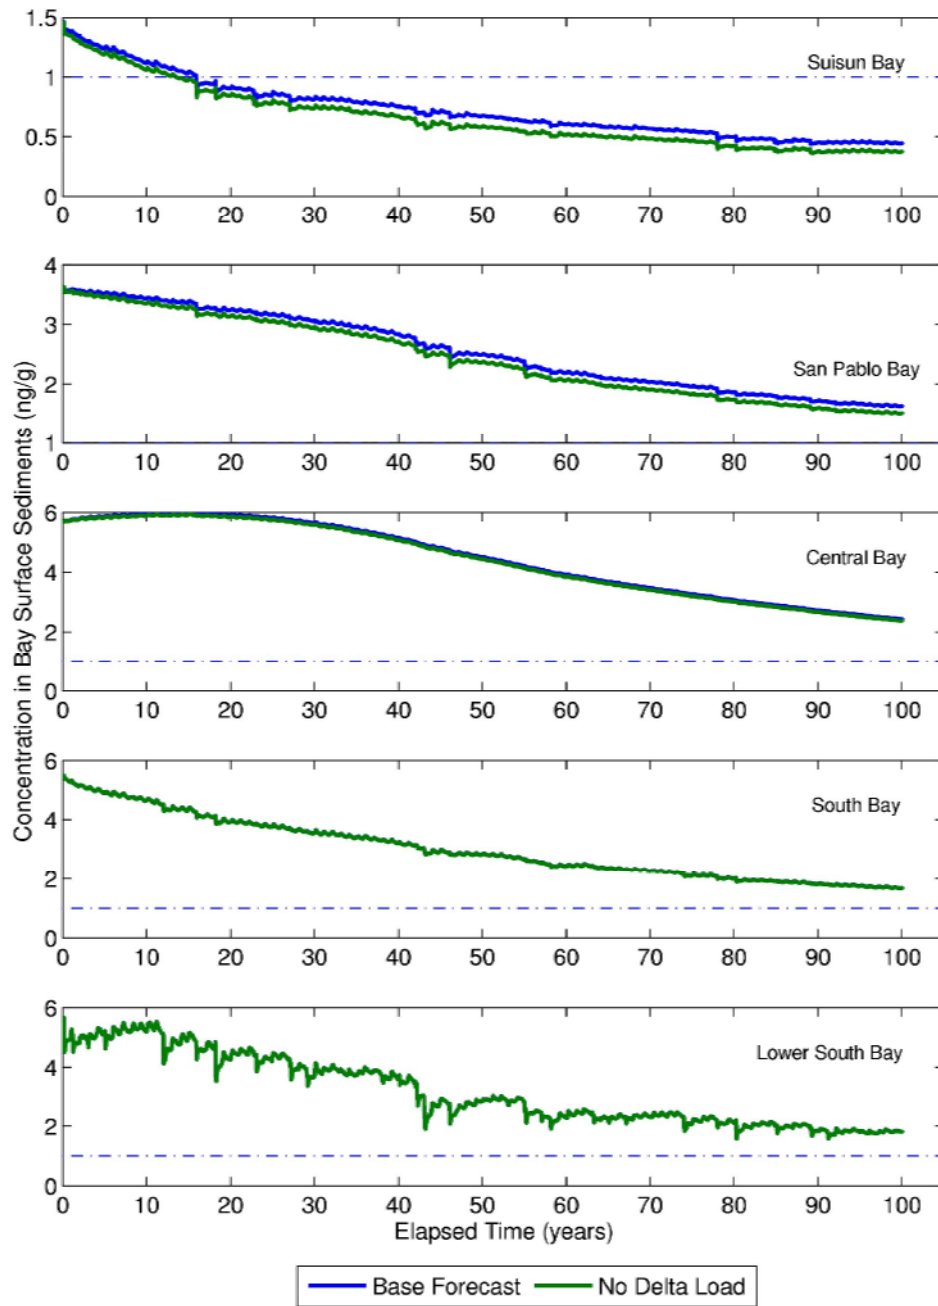 Concentration in Bay Surface Sediments (ng/g)
1.5
1
0.5
0
Suisun Bay
0 10 20 30 40 50 60 70 80 90 100
4
3
2
1
San Pablo Bay
0 10 20 30 40 50 60 70 80 90 100
6
4
2
0
Central Bay
0 10 20 30 40 50 60 70 80 90 100
6
4
2
0
South Bay
0 10 20 30 40 50 60 70 80 90 100
6
4
2
0
Lower South Bay
0 10 20 30 40 50 60 70 80 90 100
Elapsed Time (years)
Base Forecast No Delta Load